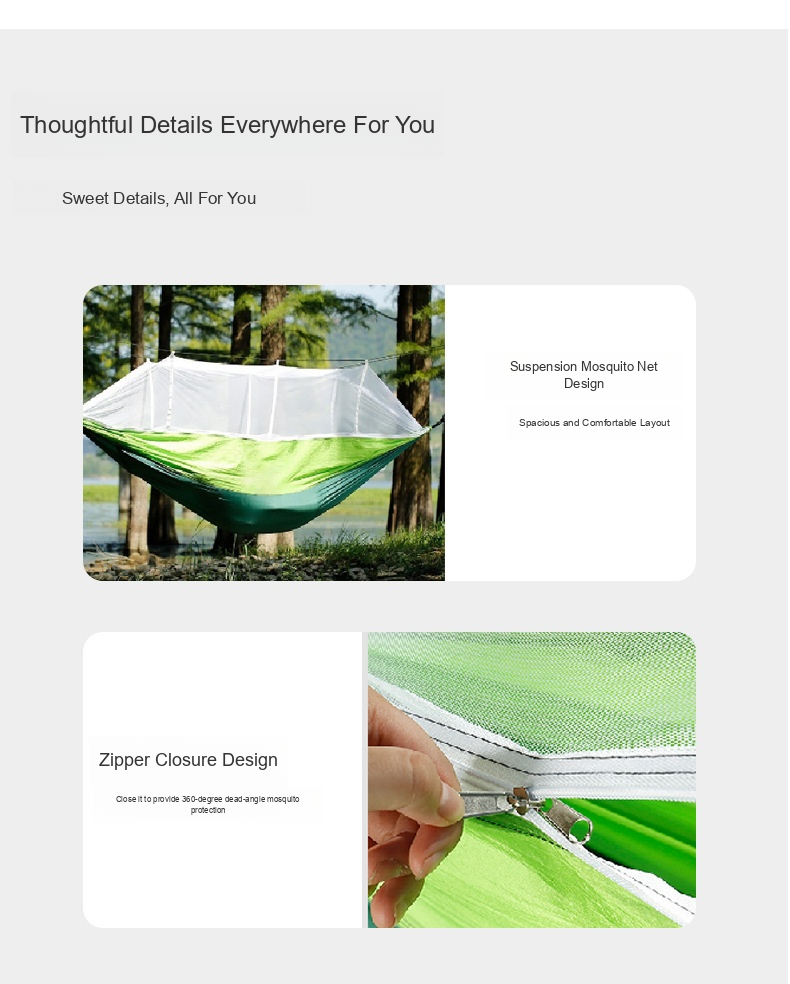 Thoughtful Details Everywhere For You
Sweet Details, All For You
Suspension Mosquito Net
Design
Spacious and Comfortable Layout
Zipper Closure Design
Close it to provide 360-degree dead-angle mosquito
protection